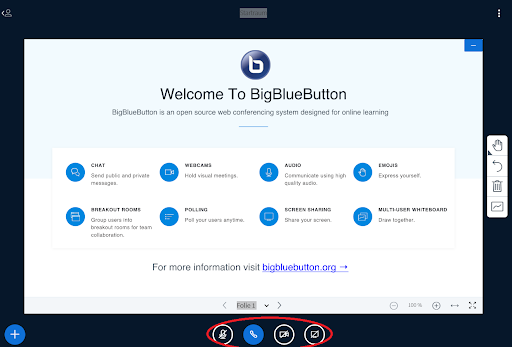 Welcome To BigBlueButton
BigBlueButton is an open source web conferencing system designed for online learning
CHAT
Send public and private
messages.
WEBCAMS
Hold visual meetings.
AUDIO
Communicate using high
quality audio.
EMOJIS
Express yourself.
BREAKOUT ROOMS
Group users into
breakout rooms for team
collaboration.
POLLING
Poll your users anytime.
SCREEN SHARING
Share your screen.
MULTI-USER WHITEBOARD
Draw together.
For more information visit bigbluebutton.org →
Folie 1
100 %